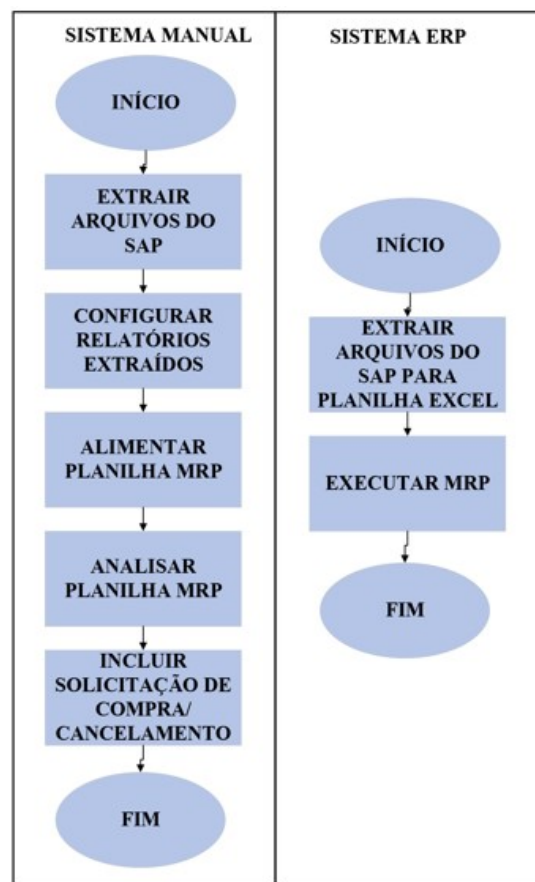 SISTEMA MANUAL
INÍCIO
EXTRAIR
ARQUIVOS DO
SAP
CONFIGURAR
RELATÓRIOS
EXTRAÍDOS
ALIMENTAR
PLANILHA MRP
ANALISAR
PLANILHA MRP
INCLUIR
SOLICITAÇÃO DE
COMPRA/
CANCELAMENTO
FIM
SISTEMA ERP
INÍCIO
EXTRAIR
ARQUIVOS DO
SAP PARA
PLANILHA EXCEL
EXECUTAR MRP
FIM